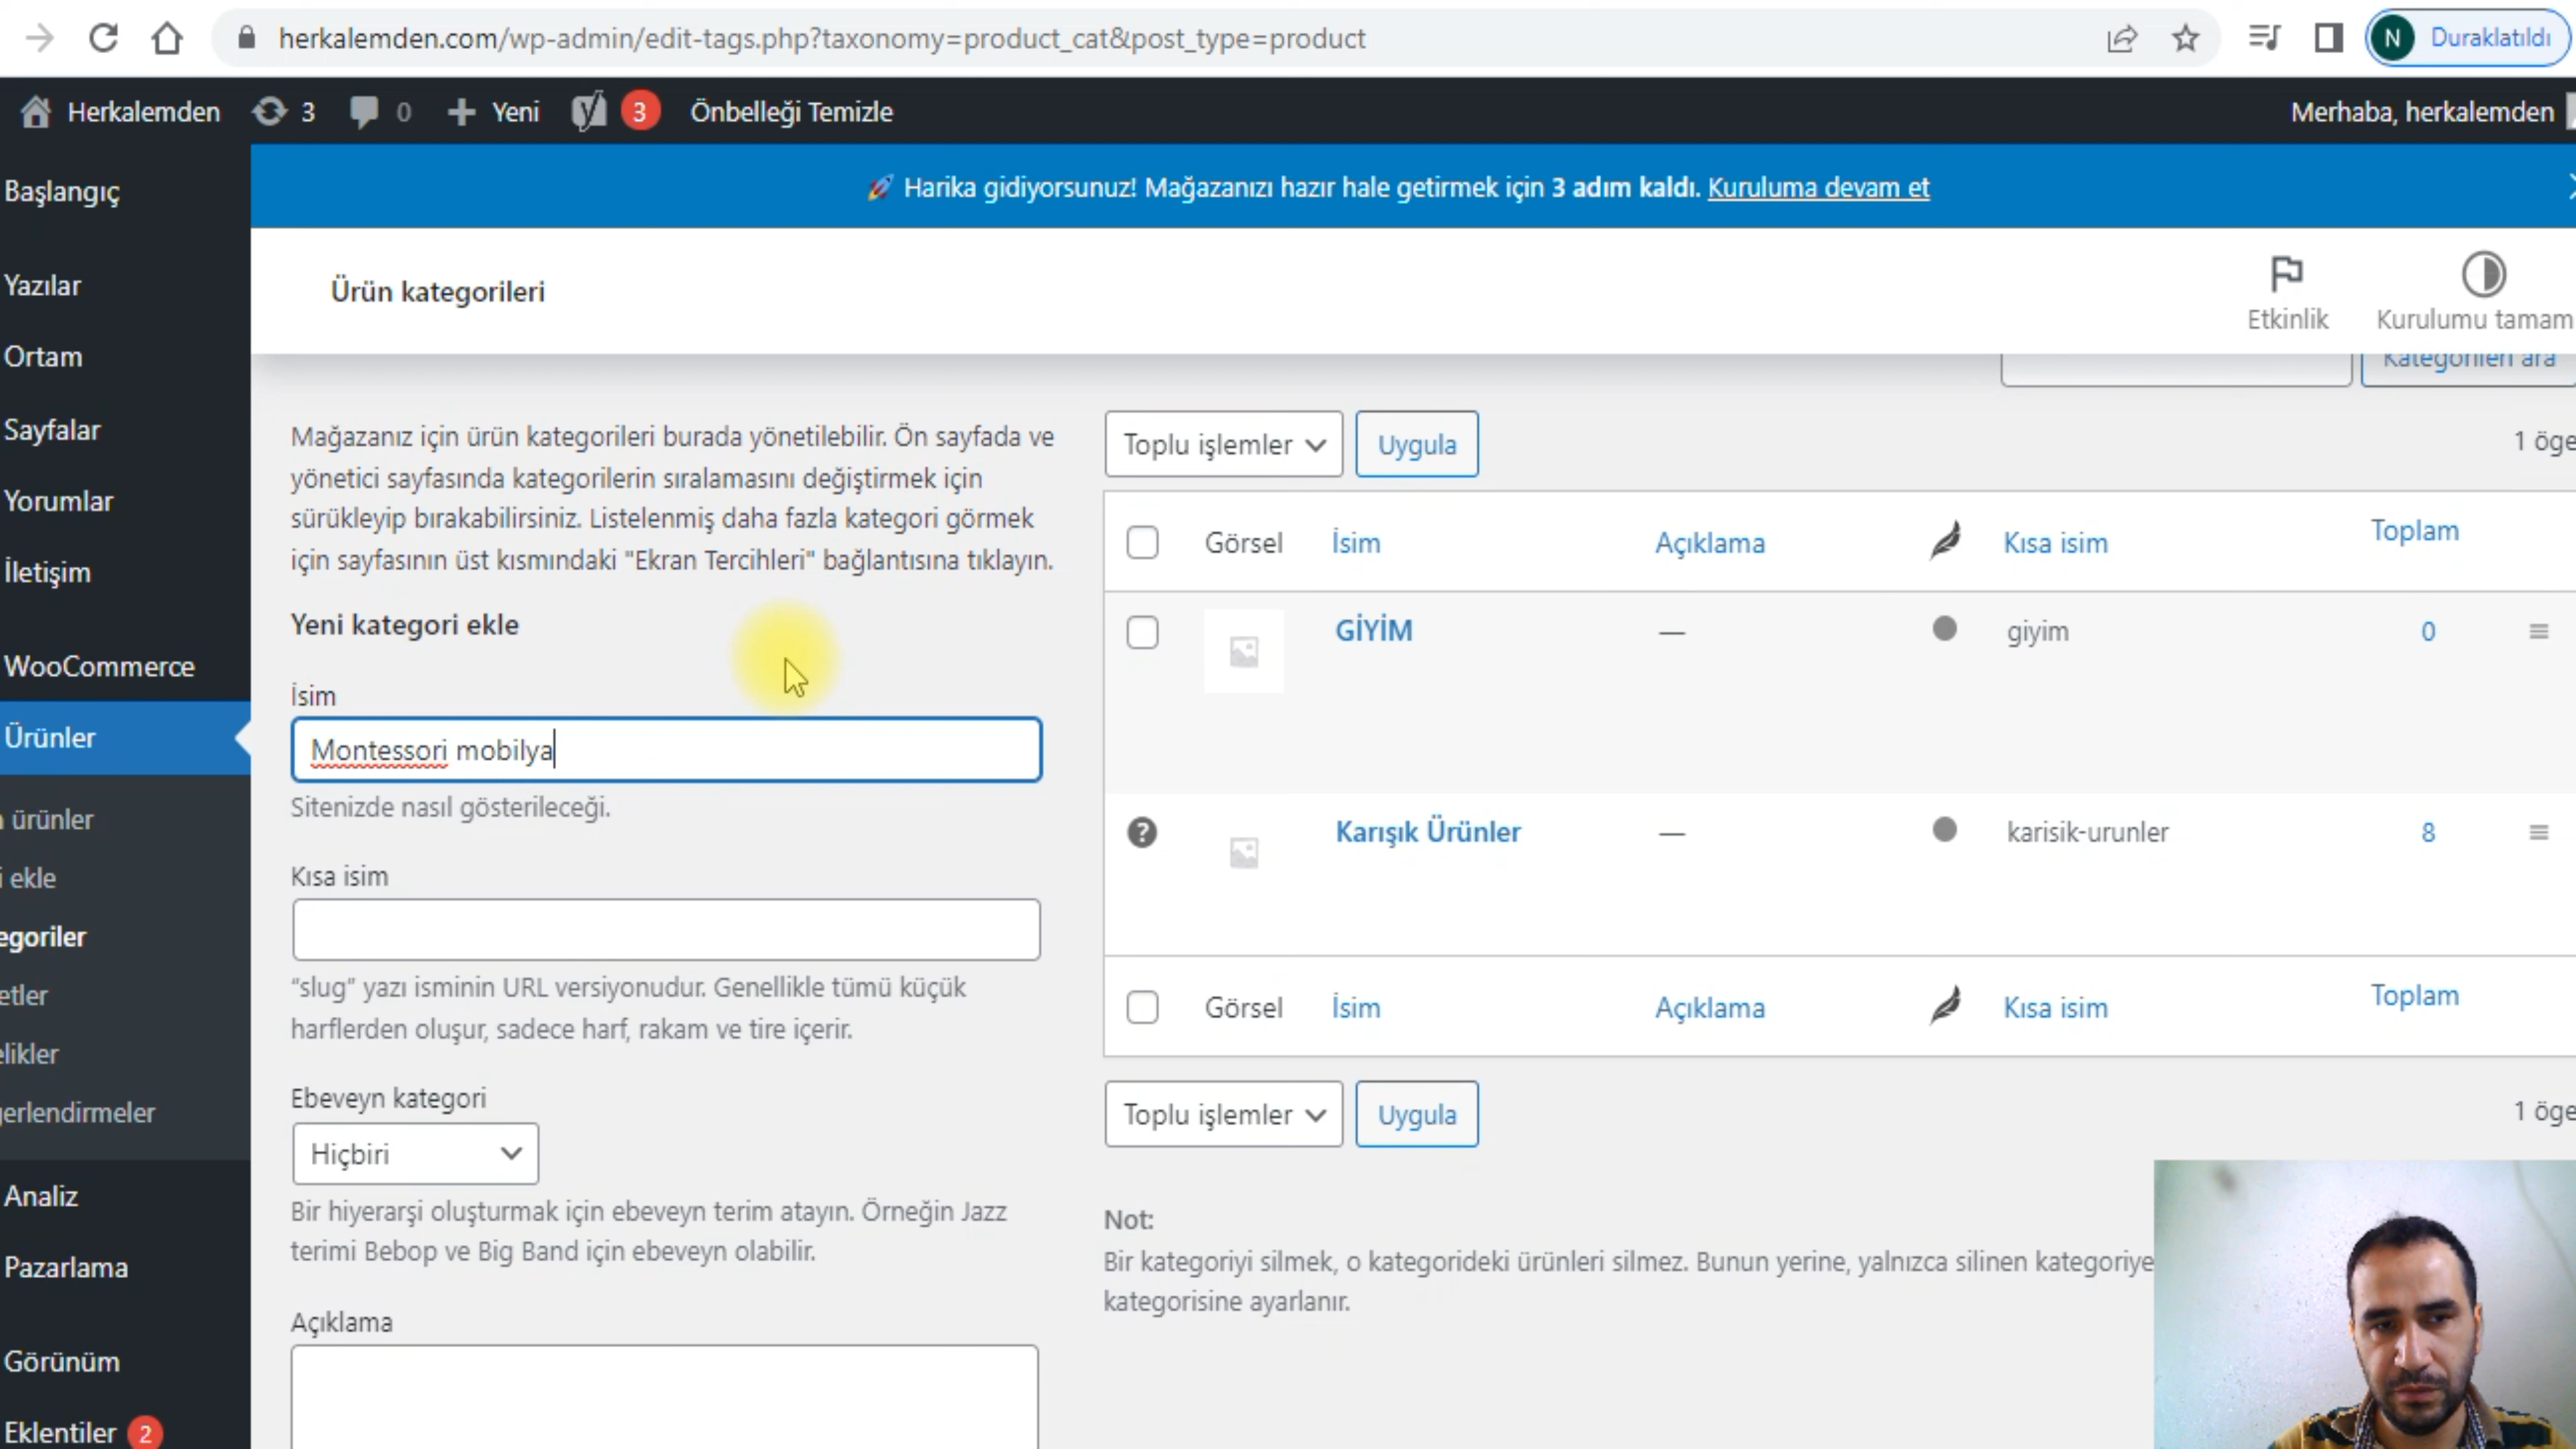 herkalemden.com/wp-admin/edit-tags.php?taxonomy=product_cat&post_type=product
N Duraklatıldı
Herkalemden 3 0 Yeni 3 Önbelleği Temizle
Merhaba, herkalemden
Harika gidiyorsunuz! Mağazanızı hazır hale getirmek için 3 adım kaldı. Kuruluma devam et
Başlangıç
Yazılar
Ortam
Sayfalar
Yorumlar
İletişim
WooCommerce
Ürünler
ürünler
ekle
egoriler
etler
elikler
erlendirmeler
Analiz
Pazarlama
Görünüm
Eklentiler 2
Ürün kategorileri
Etkinlik
Kurulumu tamam
Kategorileri ara
Mağazanız için ürün kategorileri burada yönetilebilir. Ön sayfada ve
yönetici sayfasında kategorilerin sıralamasını değiştirmek için
sürükleyip bırakabilirsiniz. Listelenmiş daha fazla kategori görmek
için sayfasının üst kısmındaki "Ekran Tercihleri" bağlantısına tıklayın.
Yeni kategori ekle
İsim
Montessori mobilya
Sitenizde nasıl gösterileceği.
Kısa isim
“slug” yazı isminin URL versiyonudur. Genellikle tümü küçük
harflerden oluşur, sadece harf, rakam ve tire içerir.
Ebeveyn kategori
Hiçbiri
Bir hiyerarşi oluşturmak için ebeveyn terim atayın. Örneğin Jazz
terimi Bebop ve Big Band için ebeveyn olabilir.
Açıklama
Toplu işlemler Uygula
1 öge
Görsel İsim Açıklama Kısa isim Toplam
GİYİM — giyim 0
Karışık Ürünler — karisik-urunler 8
Görsel İsim Açıklama Kısa isim Toplam
Toplu işlemler Uygula
1 öge
Not:
Bir kategoriyi silmek, o kategorideki ürünleri silmez. Bunun yerine, yalnızca silinen kategoriye
kategorisine ayarlanır.